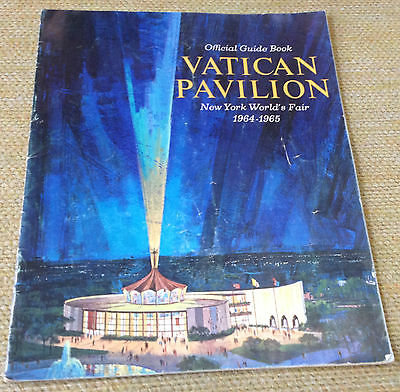 Official Guide Book
VATICAN
PAVILION
New York World's Fair
1964-1965